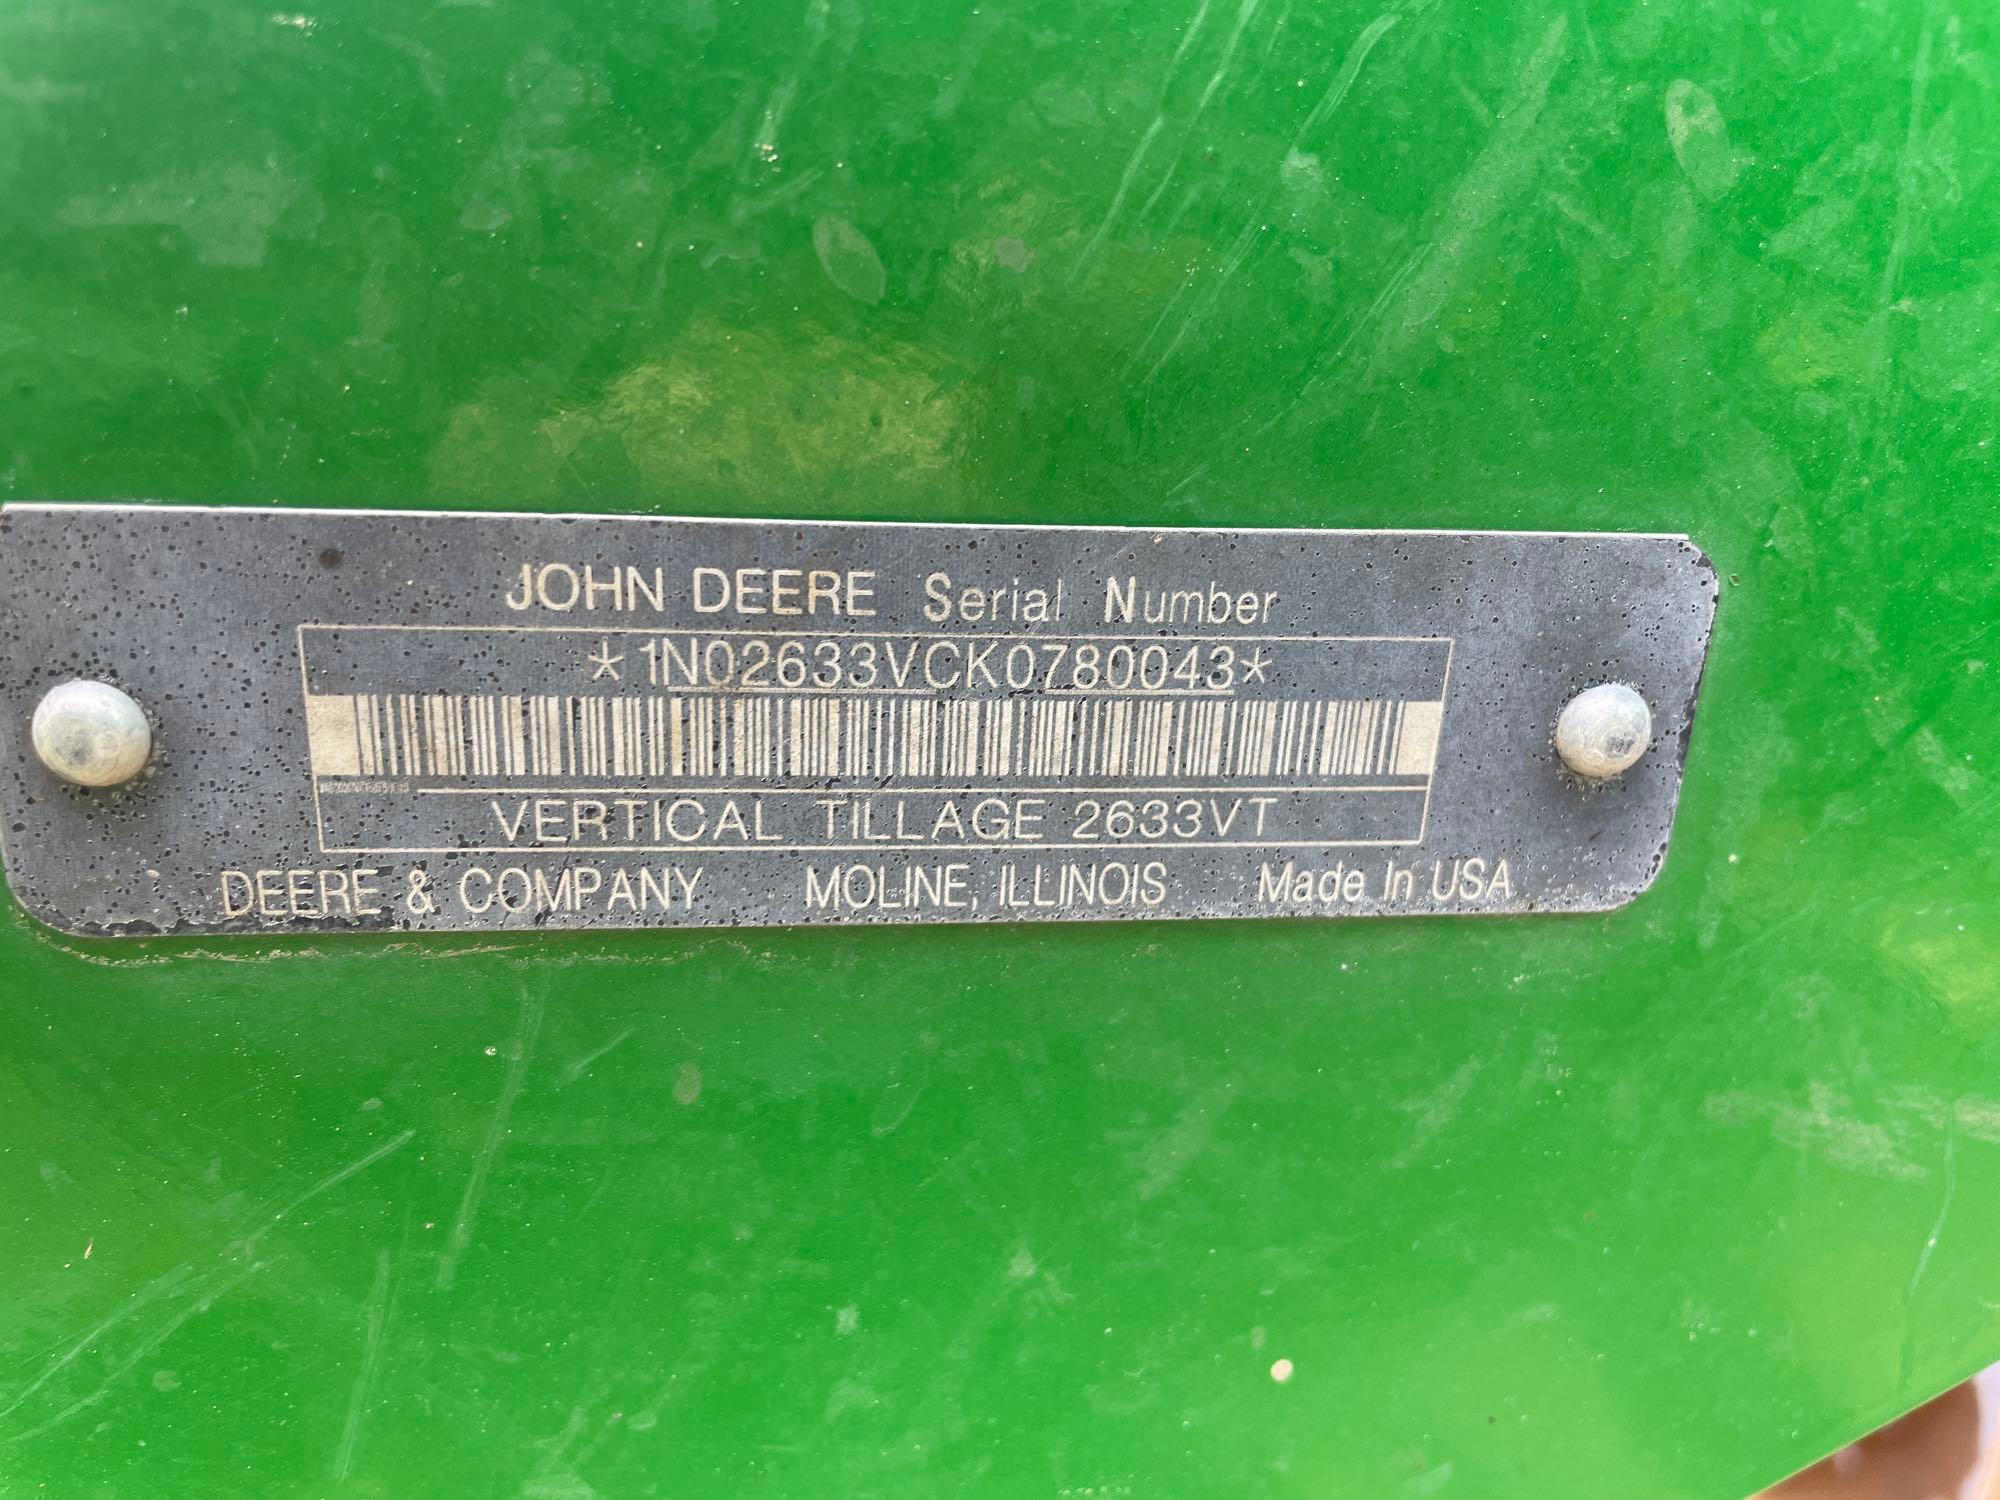 JOHN DEERE Serial Number
*1N02633VCK0780043*
VERTICAL TILLAGE 2633VT
DEERE & COMPANY MOLINE, ILLINOIS Made In USA